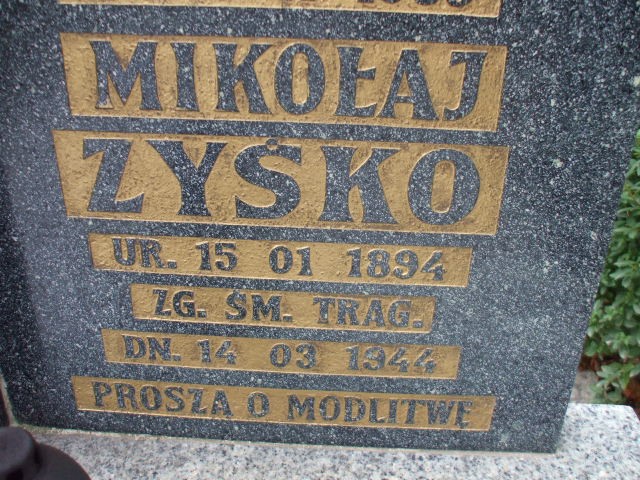 MIKOŁAJ
ZYŚKO
UR. 15 01 1894
ZG. ŚM. TRAG.
DN. 14 03 1944
PROSZĄ O MODLITWĘ